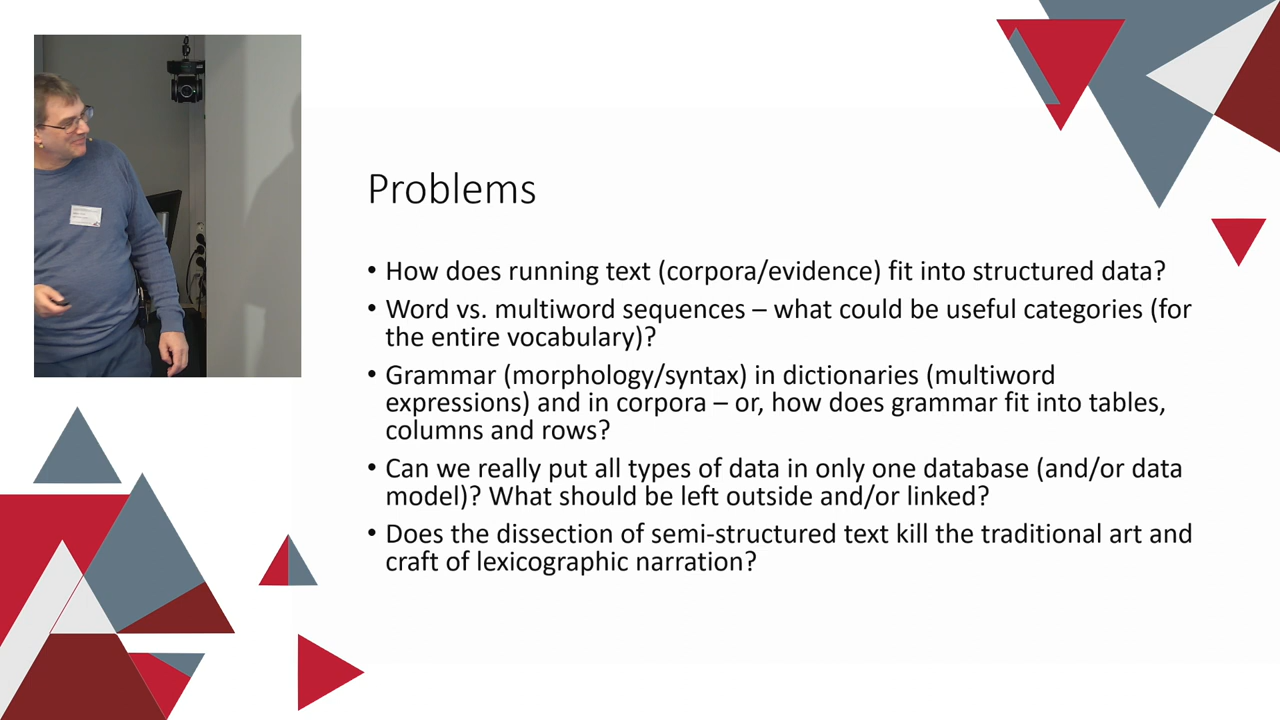 Problems
• How does running text (corpora/evidence) fit into structured data?
• Word vs. multiword sequences – what could be useful categories (for
the entire vocabulary)?
• Grammar (morphology/syntax) in dictionaries (multiword
expressions) and in corpora – or, how does grammar fit into tables,
columns and rows?
• Can we really put all types of data in only one database (and/or data
model)? What should be left outside and/or linked?
• Does the dissection of semi-structured text kill the traditional art and
craft of lexicographic narration?